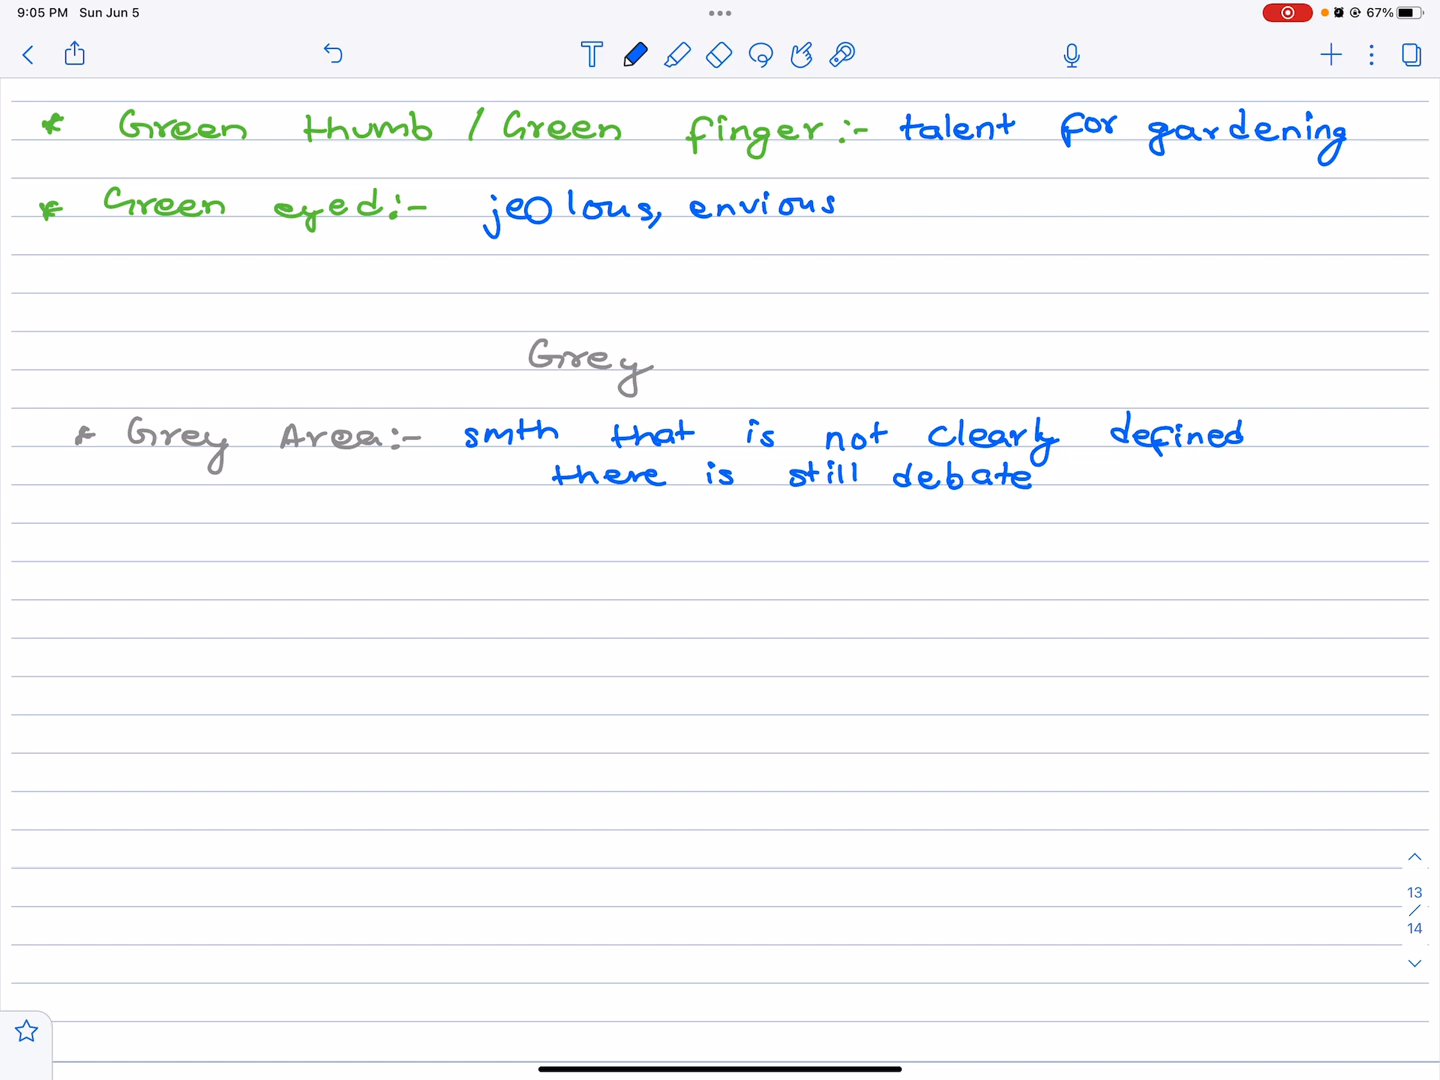 9:05 PM Sun Jun 5
67%
* Green thumb / Green finger:- talent for gardening
* Green eyed:- jeolous, envious
Grey
* Grey Area:- smth that is not clearly defined
there is still debate
13
/
14